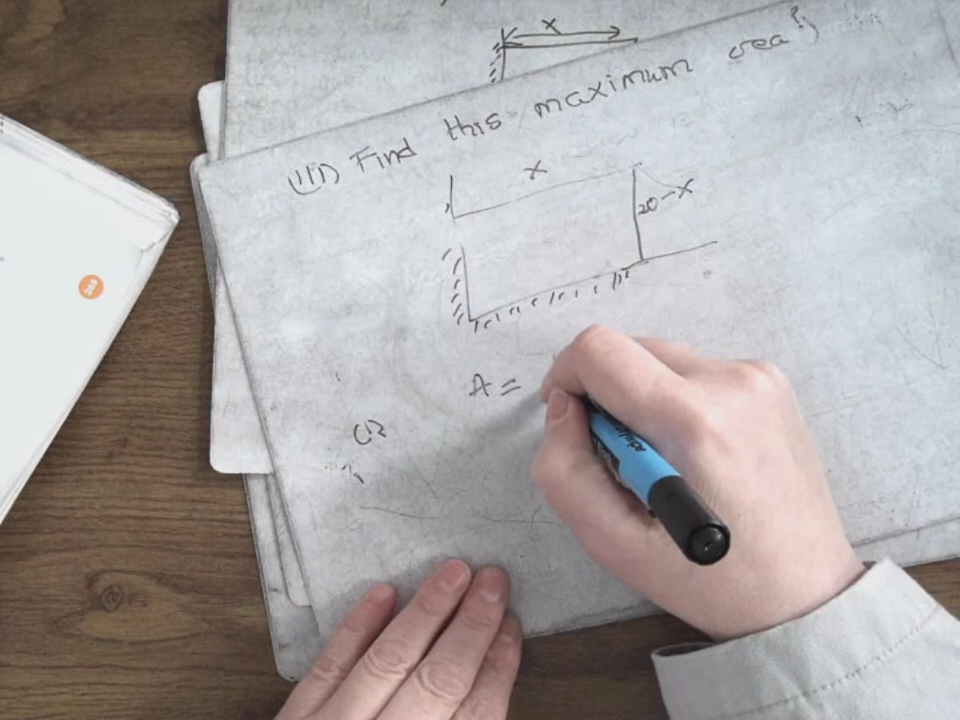 x
(iii) Find this maximum area?
x
20-x
A =